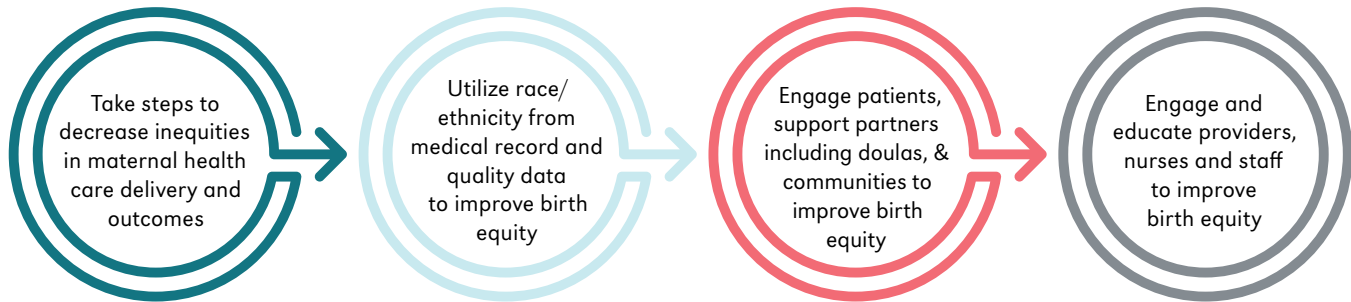 Take steps to
decrease inequities
in maternal health
care delivery and
outcomes
Utilize race/
ethnicity from
medical record and
quality data
to improve birth
equity
Engage patients,
support partners
including doulas, &
communities to
improve birth
equity
Engage and
educate providers,
nurses and staff
to improve
birth equity